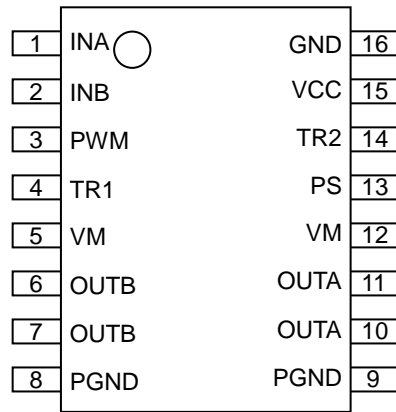 1 INA GND 16
2 INB VCC 15
3 PWM TR2 14
4 TR1 PS 13
5 VM VM 12
6 OUTB OUTA 11
7 OUTB OUTA 10
8 PGND PGND 9